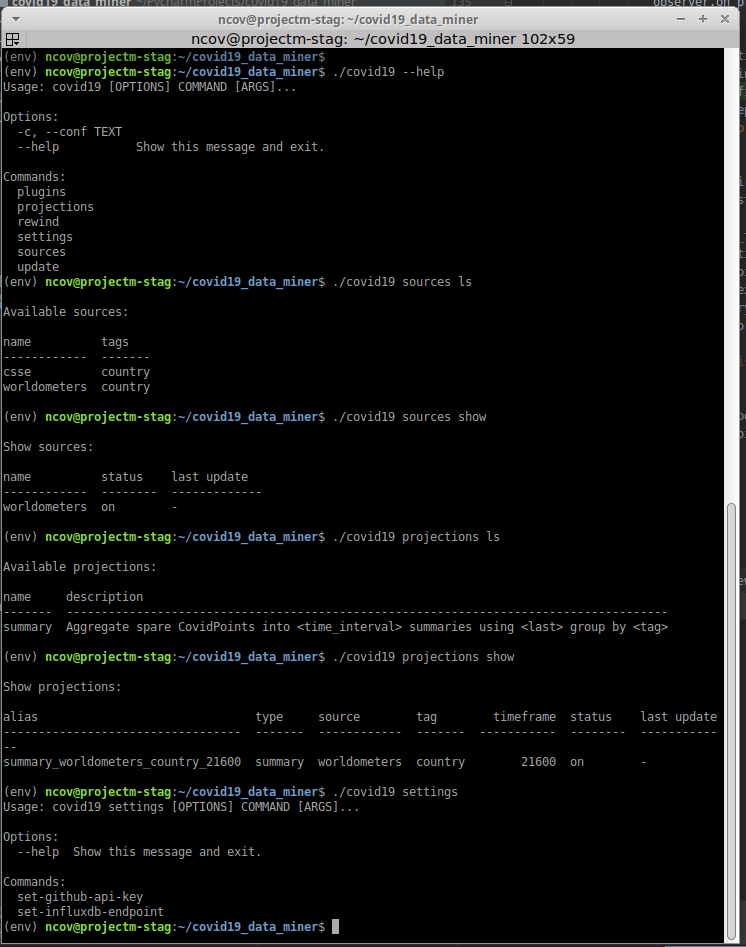 covid19_data_miner ~/PycharmProjects/covid19_data_miner 135 observer.on_p
ncov@projectm-stag: ~/covid19_data_miner
ncov@projectm-stag: ~/covid19_data_miner 102x59
(env) ncov@projectm-stag:~/covid19_data_miner$
(env) ncov@projectm-stag:~/covid19_data_miner$ ./covid19 --help
Usage: covid19 [OPTIONS] COMMAND [ARGS]...
Options:
-c, --conf TEXT
--help Show this message and exit.
Commands:
plugins
projections
rewind
settings
sources
update
(env) ncov@projectm-stag:~/covid19_data_miner$ ./covid19 sources ls
Available sources:
name tags
------------ -------
csse country
worldometers country
(env) ncov@projectm-stag:~/covid19_data_miner$ ./covid19 sources show
Show sources:
name status last update
------------ -------- -------------
worldometers on -
(env) ncov@projectm-stag:~/covid19_data_miner$ ./covid19 projections ls
Available projections:
name description
------- --------------------------------------------------------------------------------------
summary Aggregate spare CovidPoints into <time_interval> summaries using <last> group by <tag>
(env) ncov@projectm-stag:~/covid19_data_miner$ ./covid19 projections show
Show projections:
alias type source tag timeframe status last update
---------------------------------- ------- ------------ ------- ----------- -------- -----------
--
summary_worldometers_country_21600 summary worldometers country 21600 on -
(env) ncov@projectm-stag:~/covid19_data_miner$ ./covid19 settings
Usage: covid19 settings [OPTIONS] COMMAND [ARGS]...
Options:
--help Show this message and exit.
Commands:
set-github-api-key
set-influxdb-endpoint
(env) ncov@projectm-stag:~/covid19_data_miner$